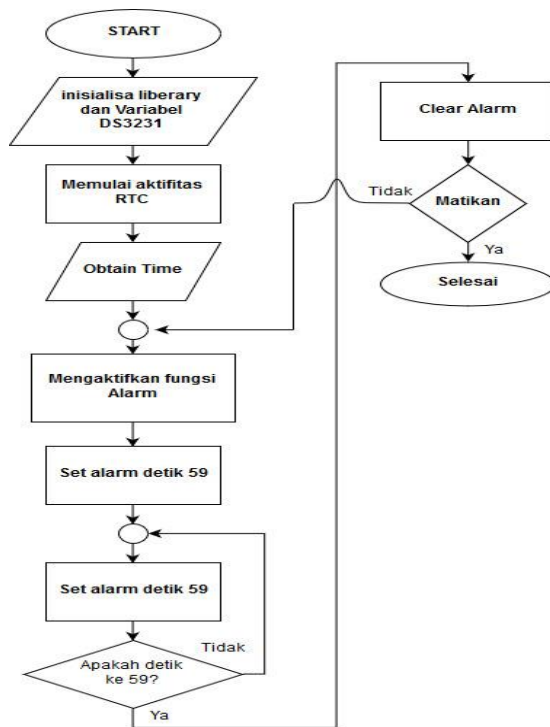 START
inisialisa liberary
dan Variabel
DS3231
Memulai aktifitas
RTC
Obtain Time
Mengaktifkan fungsi
Alarm
Set alarm detik 59
Set alarm detik 59
Tidak
Apakah detik
ke 59?
Ya
Clear Alarm
Tidak
Matikan
Ya
Selesai